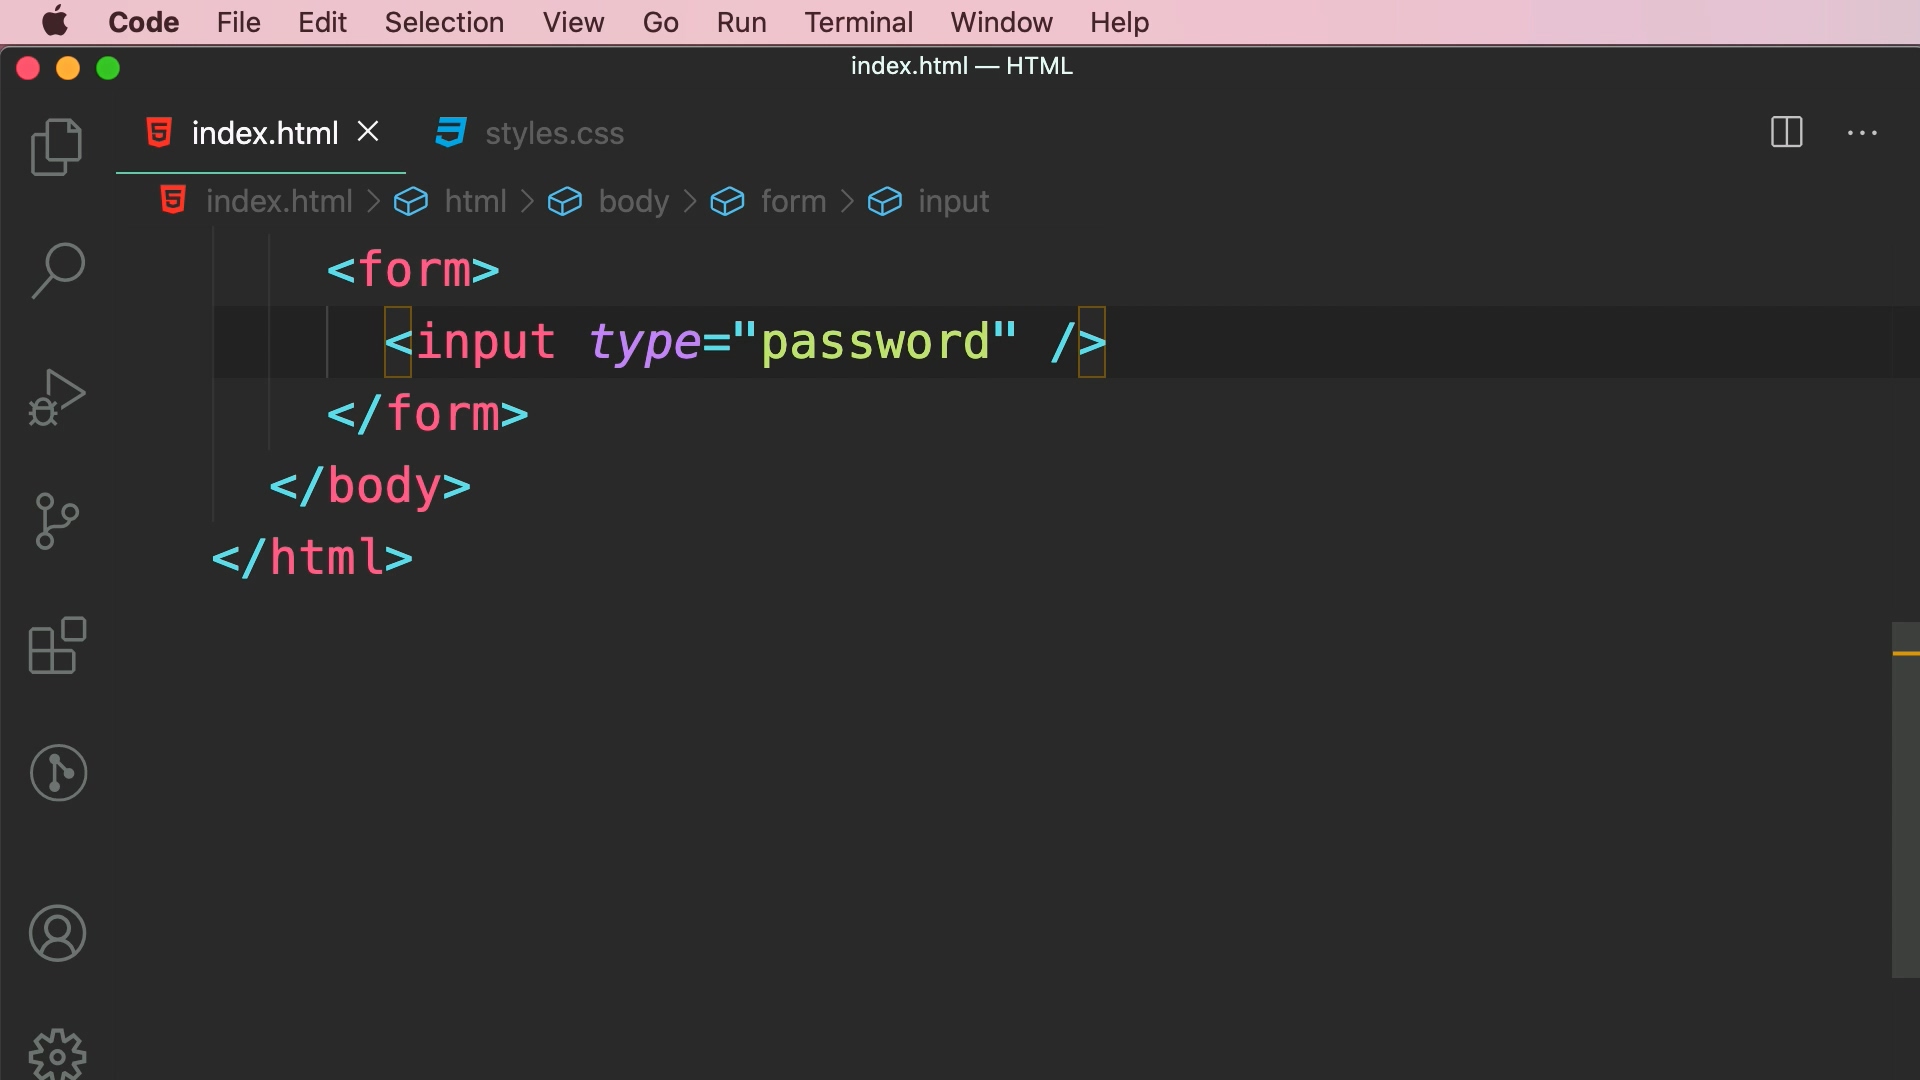 Code File Edit Selection View Go Run Terminal Window Help
index.html — HTML
index.html styles.css
index.html > html > body > form > input
<form>
<input type="password" />
</form>
</body>
</html>